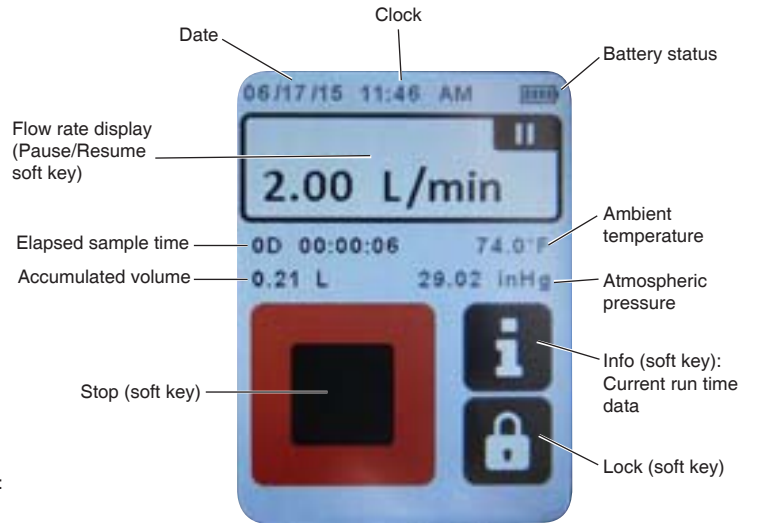 Clock
Date
Battery status
06/17/15 11:46 AM
Flow rate display
(Pause/Resume
soft key)
2.00 L/min
Elapsed sample time
0D 00:00:06
74.0°F
Ambient
temperature
Accumulated volume
0.21 L
29.02 inHg
Atmospheric
pressure
i
Info (soft key):
Current run time
data
Stop (soft key)
Lock (soft key)
: